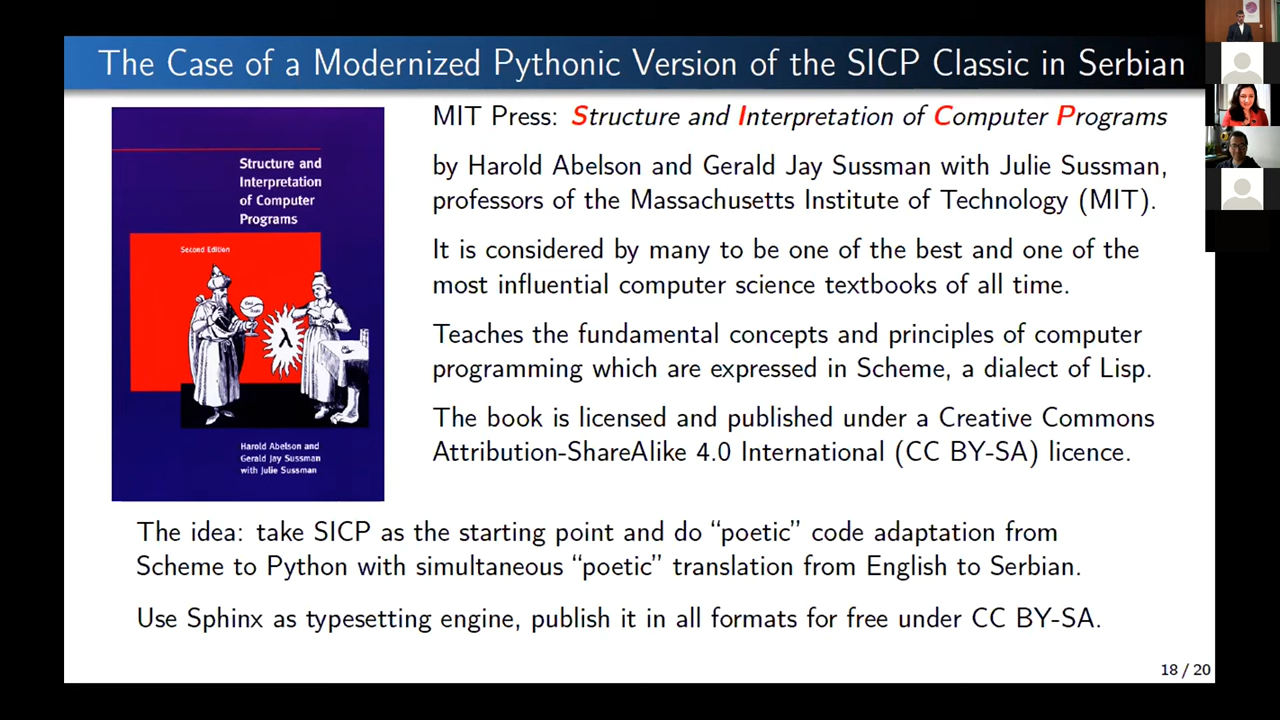 The Case of a Modernized Pythonic Version of the SICP Classic in Serbian
Structure and
Interpretation
of Computer
Programs
Second Edition
λ
Harold Abelson and
Gerald Jay Sussman
with Julie Sussman
MIT Press: Structure and Interpretation of Computer Programs
by Harold Abelson and Gerald Jay Sussman with Julie Sussman,
professors of the Massachusetts Institute of Technology (MIT).
It is considered by many to be one of the best and one of the
most influential computer science textbooks of all time.
Teaches the fundamental concepts and principles of computer
programming which are expressed in Scheme, a dialect of Lisp.
The book is licensed and published under a Creative Commons
Attribution-ShareAlike 4.0 International (CC BY-SA) licence.
The idea: take SICP as the starting point and do “poetic” code adaptation from
Scheme to Python with simultaneous “poetic” translation from English to Serbian.
Use Sphinx as typesetting engine, publish it in all formats for free under CC BY-SA.
18 / 20